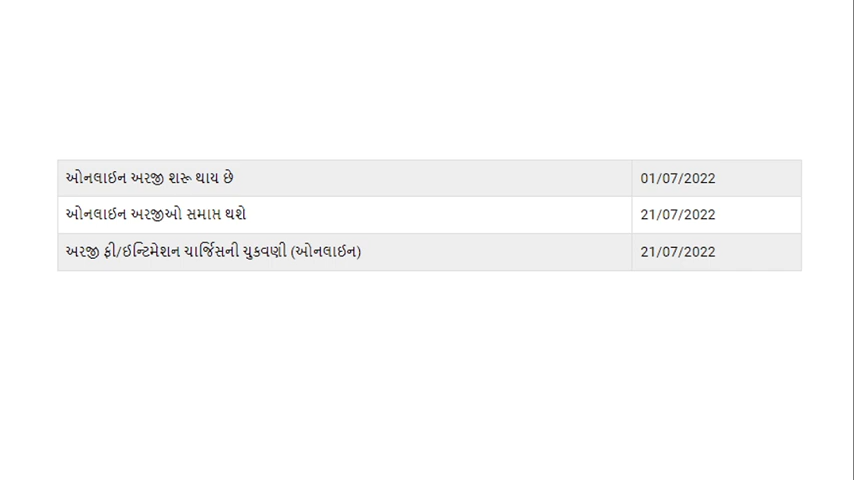 ઓનલાઈન અરજી શરૂ થાય છે 01/07/2022
ઓનલાઈન અરજીઓ સમાપ્ત થશે 21/07/2022
અરજી ફી/ઈન્ટિમેશન ચાર્જિસની ચુકવણી (ઓનલાઈન) 21/07/2022